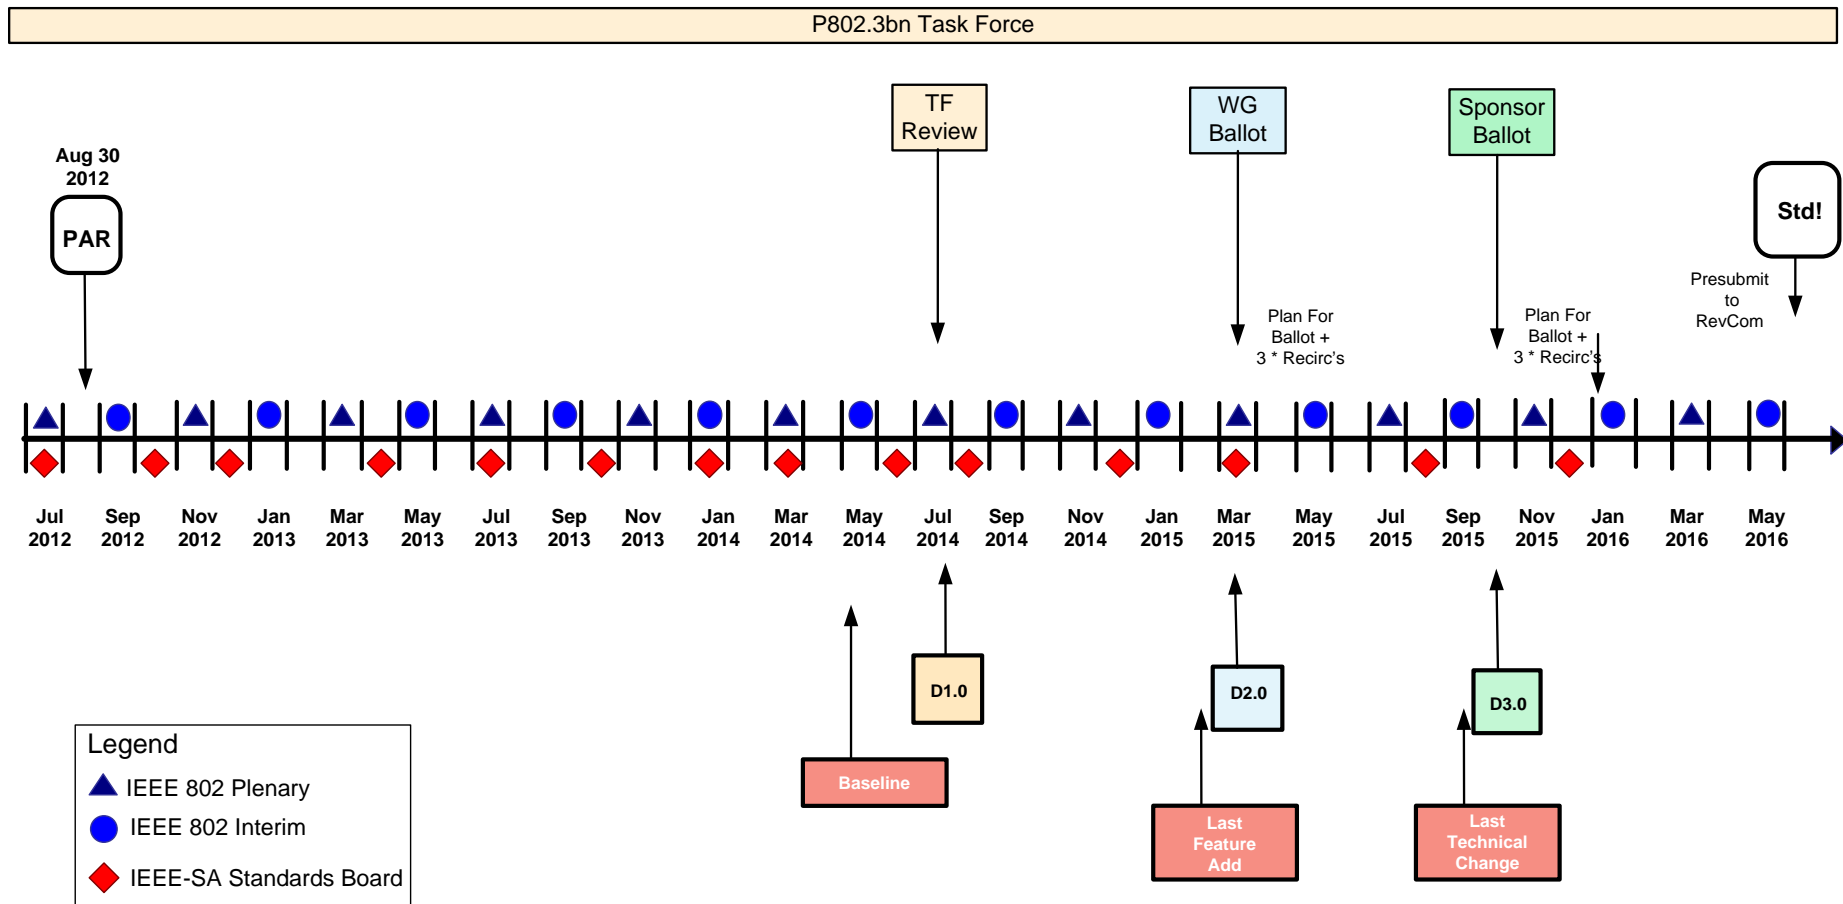 P802.3bn Task Force
TF
Review
WG
Ballot
Sponsor
Ballot
Aug 30
2012
PAR
Std!
Presubmit
to
RevCom
Plan For
Ballot +
3 * Recirc's
Plan For
Ballot +
3 * Recirc's
Jul
2012
Sep
2012
Nov
2012
Jan
2013
Mar
2013
May
2013
Jul
2013
Sep
2013
Nov
2013
Jan
2014
Mar
2014
May
2014
Jul
2014
Sep
2014
Nov
2014
Jan
2015
Mar
2015
May
2015
Jul
2015
Sep
2015
Nov
2015
Jan
2016
Mar
2016
May
2016
D1.0
D2.0
D3.0
Baseline
Last
Feature
Add
Last
Technical
Change
Legend
IEEE 802 Plenary
IEEE 802 Interim
IEEE-SA Standards Board